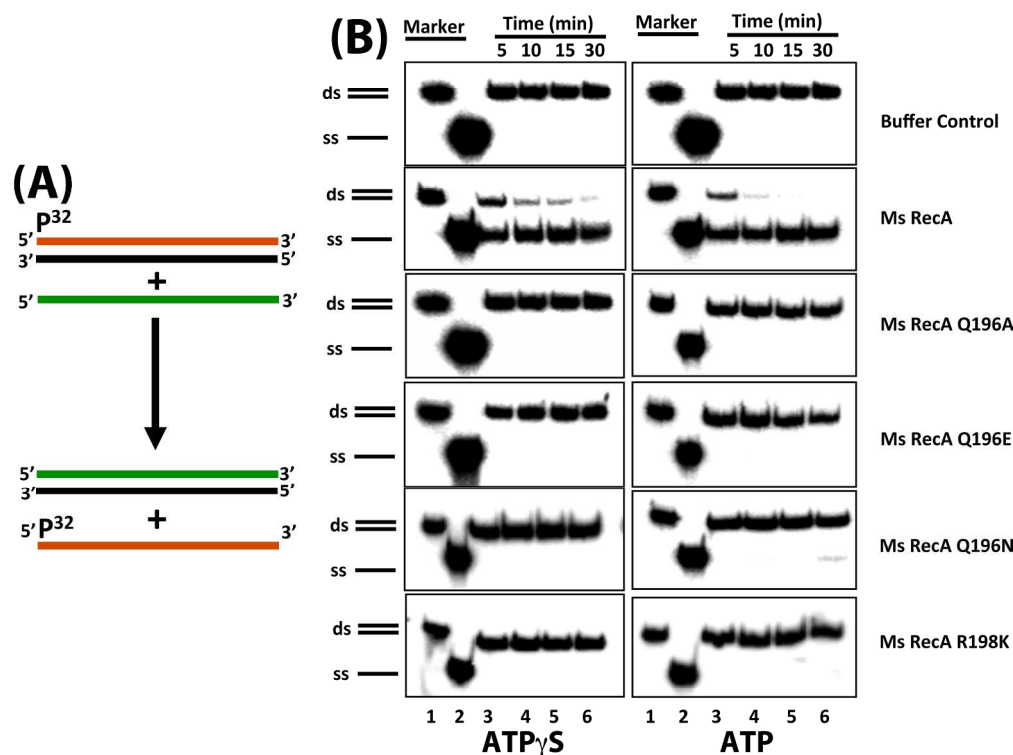 (A)
P32
5’ 3’
3’ 5’
+
5’ 3’
5’ 3’
3’ 5’
+
5’ P32 3’
(B)
Marker Time (min) Marker Time (min)
5 10 15 30 5 10 15 30
ds
ss
Buffer Control
ds
ss
Ms RecA
ds
ss
Ms RecA Q196A
ds
ss
Ms RecA Q196E
ds
ss
Ms RecA Q196N
ds
ss
Ms RecA R198K
1 2 3 4 5 6 1 2 3 4 5 6
ATPγS ATP